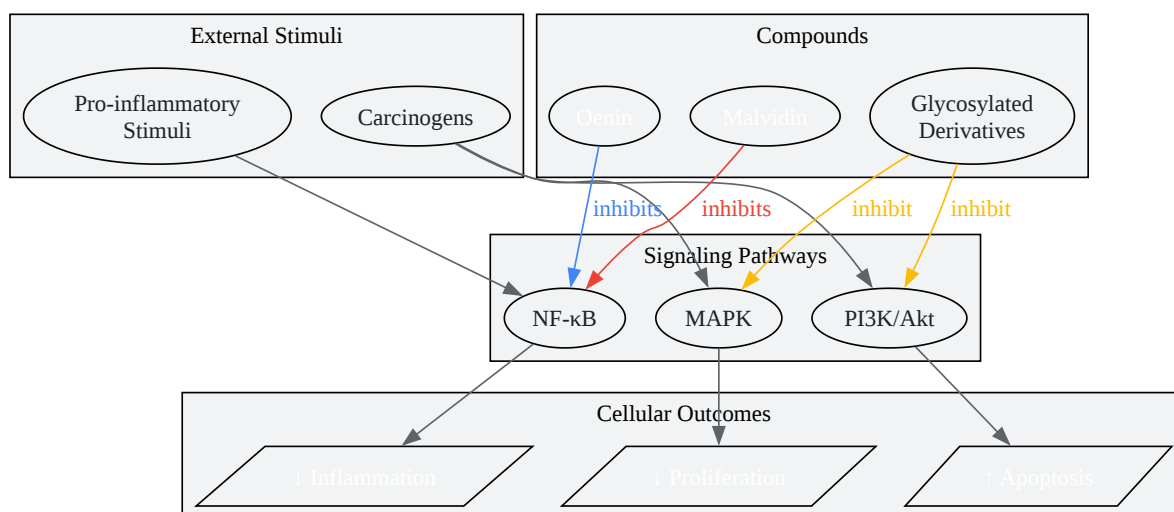 External Stimuli
Compounds
Pro-inflammatory
Stimuli
Carcinogens
Oenin
Malvidin
Glycosylated
Derivatives
inhibits
inhibits
inhibit
inhibit
Signaling Pathways
NF-κB
MAPK
PI3K/Akt
Cellular Outcomes
↓ Inflammation
↓ Proliferation
↑ Apoptosis